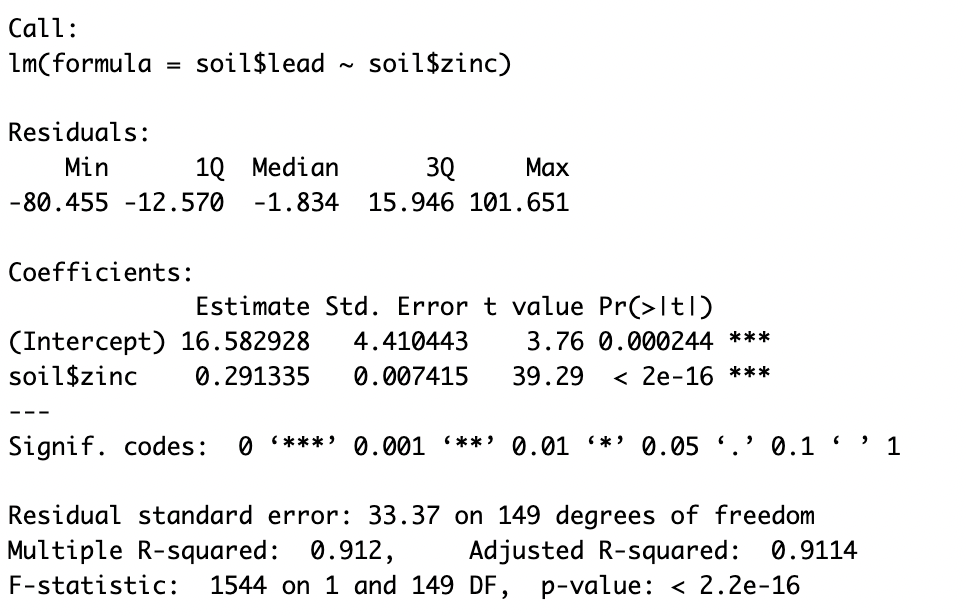 Call:
lm(formula = soil$lead ~ soil$zinc)
Residuals:
    Min      1Q  Median      3Q     Max
-80.455 -12.570  -1.834  15.946 101.651
Coefficients:
             Estimate Std. Error t value Pr(>|t|)
(Intercept) 16.582928   4.410443    3.76 0.000244 ***
soil$zinc    0.291335   0.007415   39.29  < 2e-16 ***
---
Signif. codes:  0 ‘***’ 0.001 ‘**’ 0.01 ‘*’ 0.05 ‘.’ 0.1 ‘ ’ 1
Residual standard error: 33.37 on 149 degrees of freedom
Multiple R-squared:  0.912,     Adjusted R-squared:  0.9114
F-statistic:  1544 on 1 and 149 DF,  p-value: < 2.2e-16